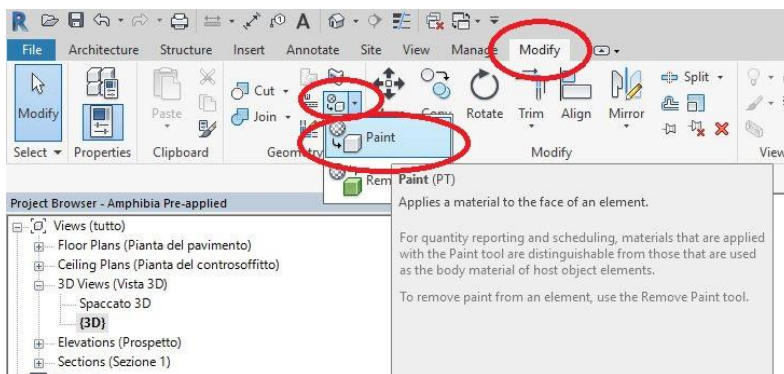 File Architecture Structure Insert Annotate Site View Manage Modify
Cut Split
Modify Paste Join Copy Rotate Trim Align Mirror
Paint
Select Properties Clipboard Geometry Modify View
Rem
Paint (PT)
Applies a material to the face of an element.
For quantity reporting and scheduling, materials that are applied
with the Paint tool are distinguishable from those that are used
as the body material of host object elements.
To remove paint from an element, use the Remove Paint tool.
Project Browser - Amphibia Pre-applied
Views (tutto)
Floor Plans (Pianta del pavimento)
Ceiling Plans (Pianta del controsoffitto)
3D Views (Vista 3D)
Spaccato 3D
{3D}
Elevations (Prospetto)
Sections (Sezione 1)